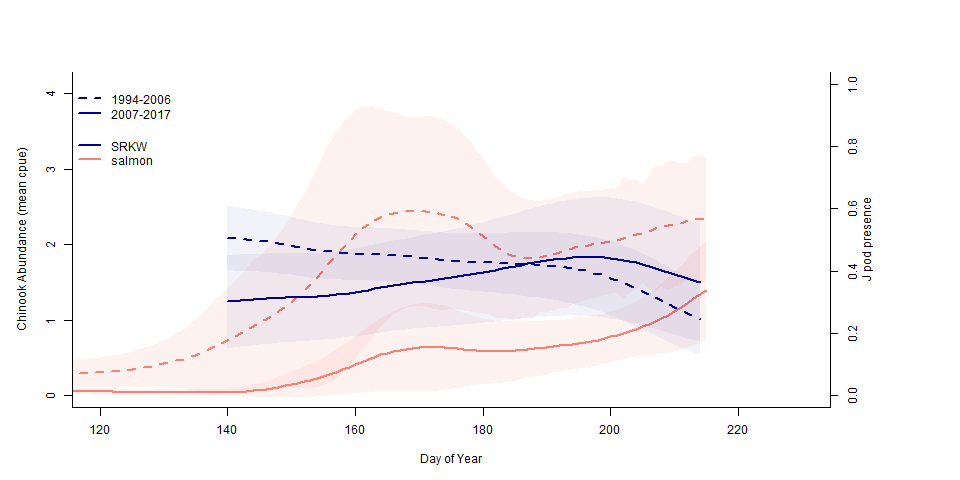 1994-2006
2007-2017
SRKW
salmon
Chinook Abundance (mean cpue)
0
1
2
3
4
J pod presence
0.0
0.2
0.4
0.6
0.8
1.0
120 140 160 180 200 220
Day of Year